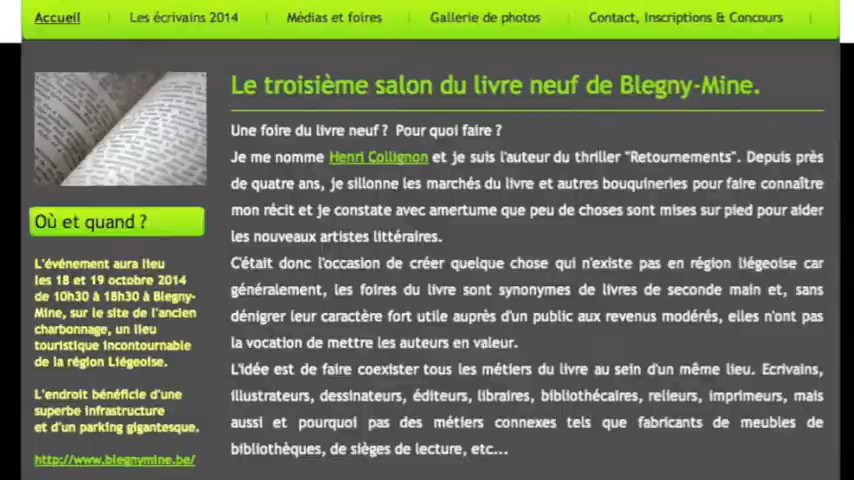 Accueil | Les écrivains 2014 | Médias et foires | Gallerie de photos | Contact, Inscriptions & Concours |
Le troisième salon du livre neuf de Blegny-Mine.
Une foire du livre neuf ? Pour quoi faire ?
Je me nomme Henri Collignon et je suis l'auteur du thriller "Retournements". Depuis près
de quatre ans, je sillonne les marchés du livre et autres bouquineries pour faire connaître
mon récit et je constate avec amertume que peu de choses sont mises sur pied pour aider
les nouveaux artistes littéraires.
C'était donc l'occasion de créer quelque chose qui n'existe pas en région liégeoise car
généralement, les foires du livre sont synonymes de livres de seconde main et, sans
dénigrer leur caractère fort utile auprès d'un public aux revenus modérés, elles n'ont pas
la vocation de mettre les auteurs en valeur.
L'idée est de faire coexister tous les métiers du livre au sein d'un même lieu. Ecrivains,
illustrateurs, dessinateurs, éditeurs, libraires, bibliothécaires, relieurs, imprimeurs, mais
aussi et pourquoi pas des métiers connexes tels que fabricants de meubles de
bibliothèques, de sièges de lecture, etc...
Où et quand ?
L'événement aura lieu
les 18 et 19 octobre 2014
de 10h30 à 18h30 à Blegny-
Mine, sur le site de l'ancien
charbonnage, un lieu
touristique incontournable
de la région Liégeoise.
L'endroit bénéficie d'une
superbe infrastructure
et d'un parking gigantesque.
http://www.blegnymine.be/